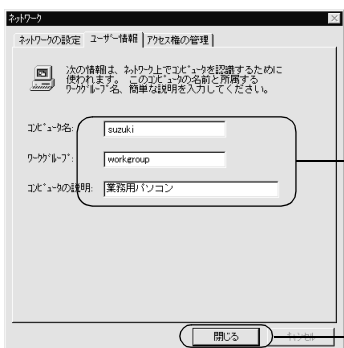 ﾈｯﾄﾜｰｸ
ﾈｯﾄﾜｰｸの設定 ﾕｰｻﾞｰ情報 ｱｸｾｽ権の管理
次の情報は、ﾈｯﾄﾜｰｸ上でｺﾝﾋﾟｭｰﾀを認識するために
使われます。 このｺﾝﾋﾟｭｰﾀの名前と所属する
ﾜｰｸｸﾞﾙｰﾌﾟ名、簡単な説明を入力してください。
ｺﾝﾋﾟｭｰﾀ名: suzuki
ﾜｰｸｸﾞﾙｰﾌﾟ: workgroup
ｺﾝﾋﾟｭｰﾀの説明: 業務用パソコン
閉じる ｷｬﾝｾﾙ